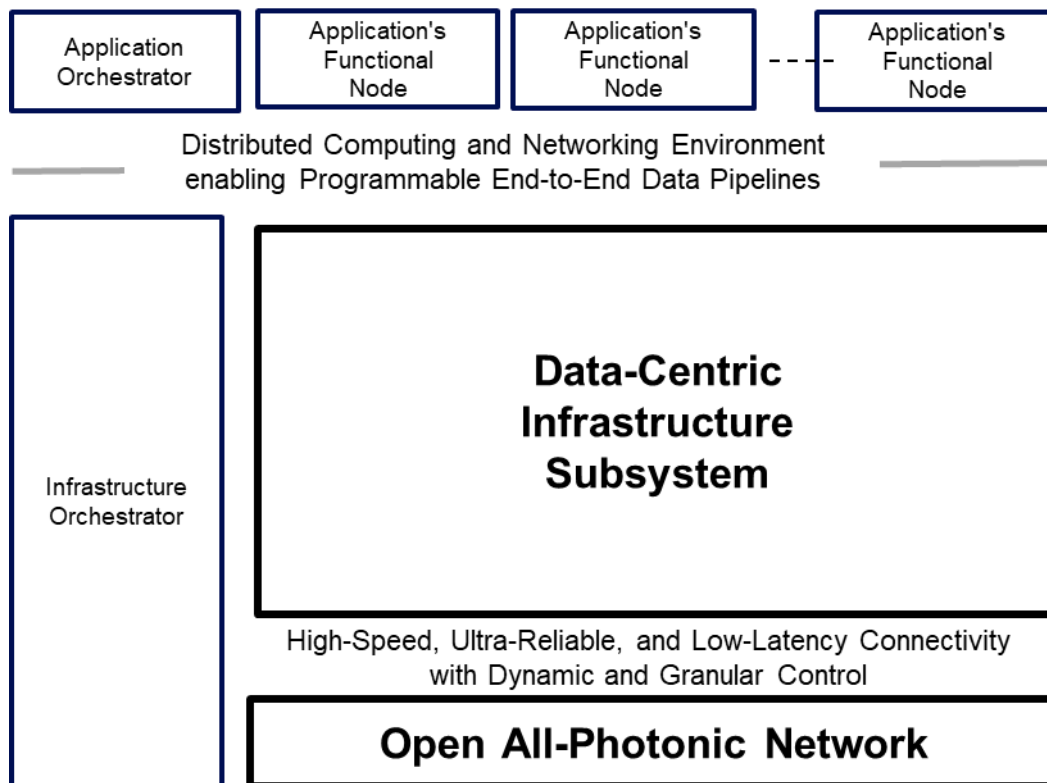 Application
Orchestrator
Application's
Functional
Node
Application's
Functional
Node
Application's
Functional
Node
Distributed Computing and Networking Environment
enabling Programmable End-to-End Data Pipelines
Infrastructure
Orchestrator
Data-Centric
Infrastructure
Subsystem
High-Speed, Ultra-Reliable, and Low-Latency Connectivity
with Dynamic and Granular Control
Open All-Photonic Network